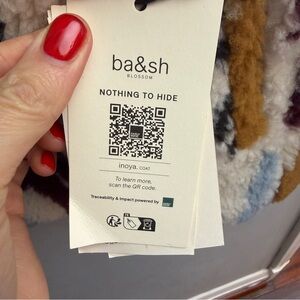 ba&sh
BLOSSOM
NOTHING TO HIDE
inoya. coat
To learn more,
scan the QR code.
Traceability & impact powered by
FR